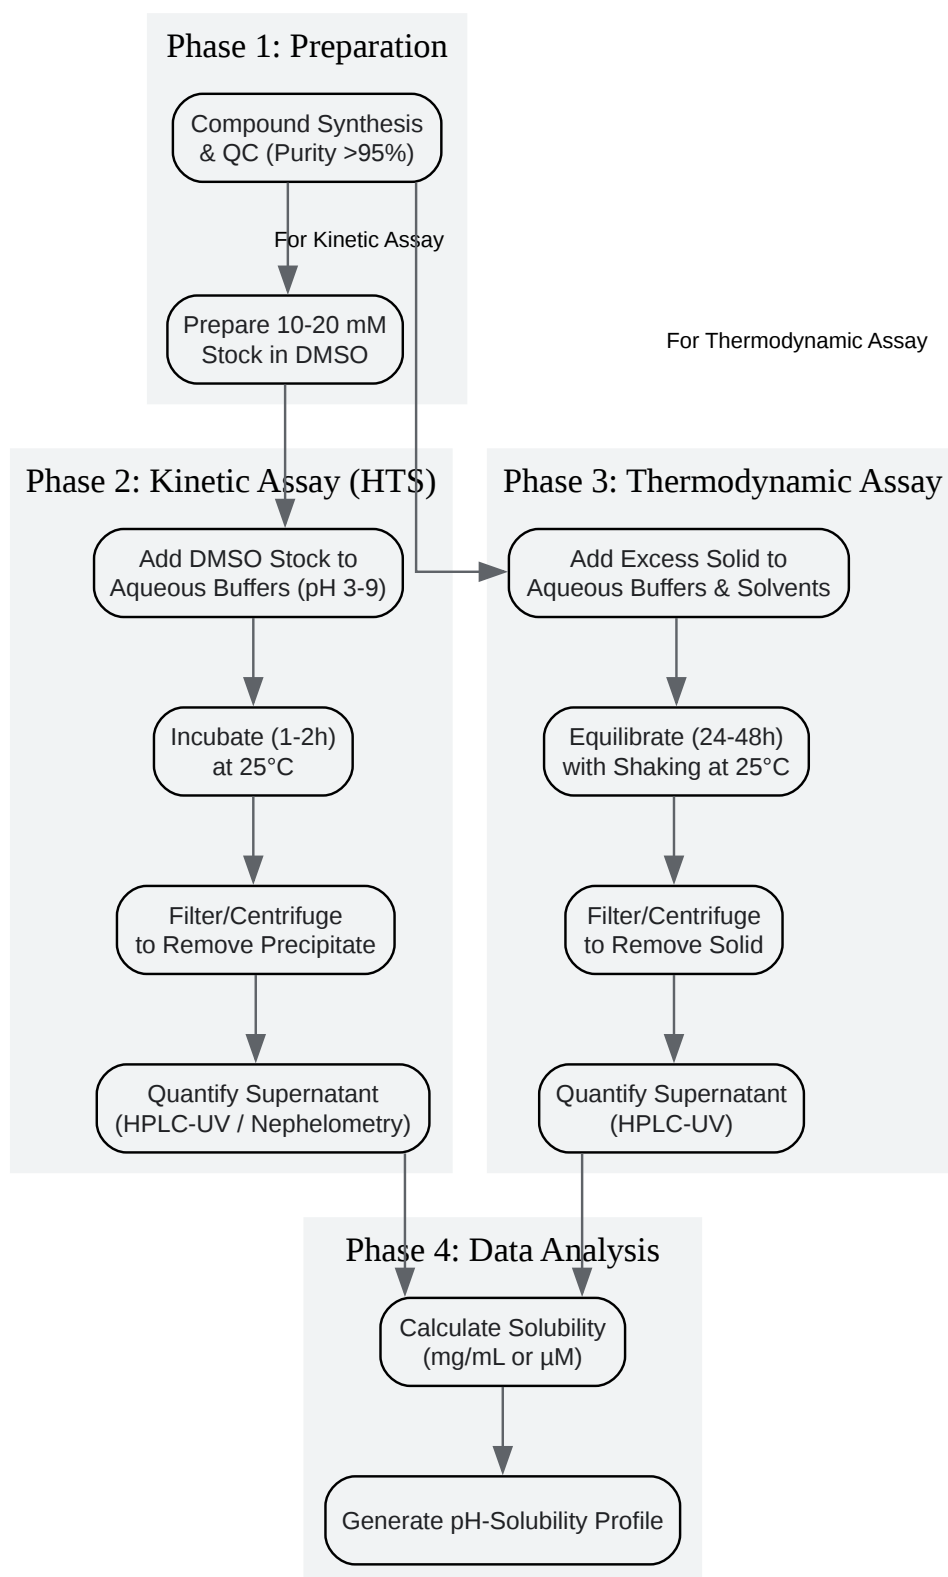 Phase 1: Preparation
Compound Synthesis
& QC (Purity >95%)
For Kinetic Assay
Prepare 10-20 mM
Stock in DMSO
For Thermodynamic Assay
Phase 2: Kinetic Assay (HTS)
Add DMSO Stock to
Aqueous Buffers (pH 3-9)
Incubate (1-2h)
at 25°C
Filter/Centrifuge
to Remove Precipitate
Quantify Supernatant
(HPLC-UV / Nephelometry)
Phase 3: Thermodynamic Assay
Add Excess Solid to
Aqueous Buffers & Solvents
Equilibrate (24-48h)
with Shaking at 25°C
Filter/Centrifuge
to Remove Solid
Quantify Supernatant
(HPLC-UV)
Phase 4: Data Analysis
Calculate Solubility
(mg/mL or µM)
Generate pH-Solubility Profile